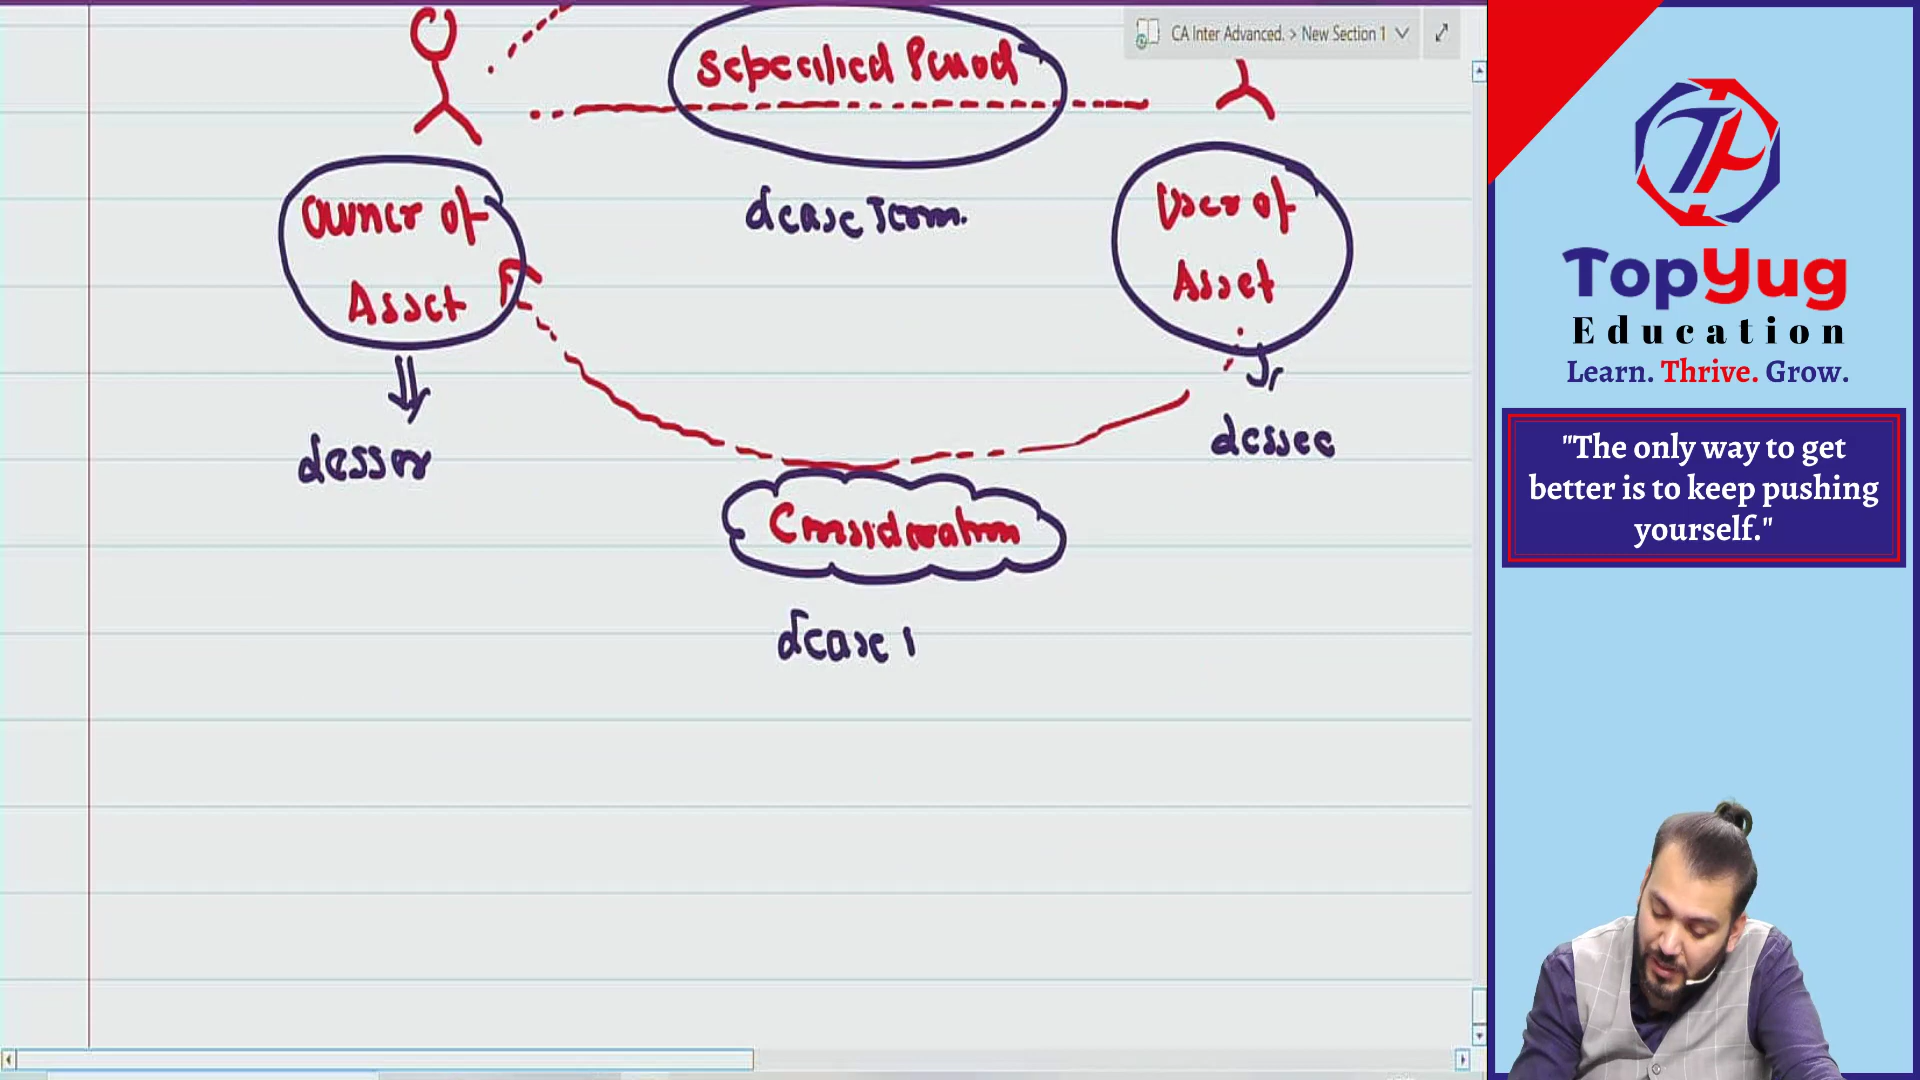 CA Inter Advanced. > New Section 1
Sepecified Period
Owner of
Asset
Lease Term.
User of
Asset
Lessor
Lessee
Consideration
Lease
TopYug
Education
Learn. Thrive. Grow.
"The only way to get
better is to keep pushing
yourself."